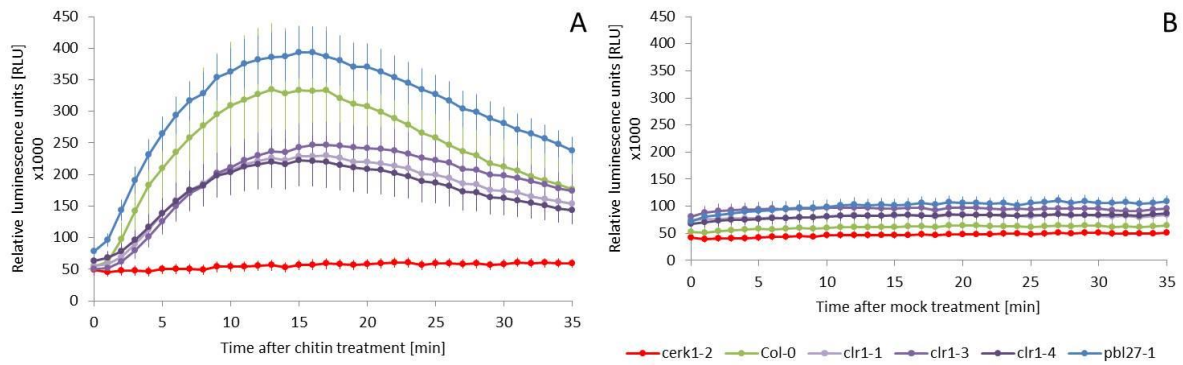 A
450
400
350
300
250
200
150
100
50
0
Relative luminescence units [RLU]
x1000
0 5 10 15 20 25 30 35
Time after chitin treatment [min]
B
450
400
350
300
250
200
150
100
50
0
Relative luminescence units [RLU]
x1000
0 5 10 15 20 25 30 35
Time after mock treatment [min]
cerk1-2 Col-0 clr1-1 clr1-3 clr1-4 pbl27-1